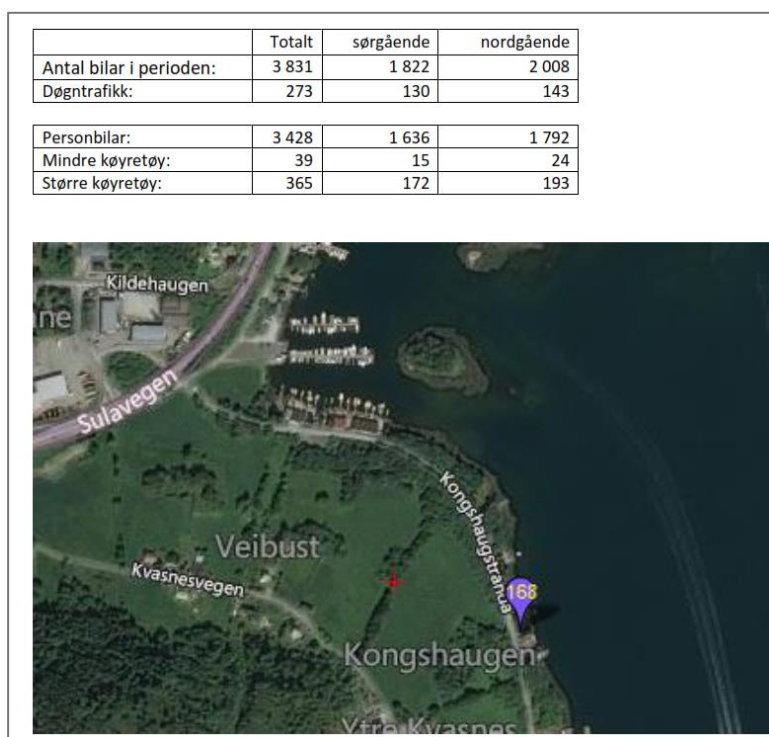 Totalt sørgående nordgående
Antal bilar i perioden: 3 831 1 822 2 008
Døgntrafikk: 273 130 143
Personbilar: 3 428 1 636 1 792
Mindre køyretøy: 39 15 24
Større køyretøy: 365 172 193
Kildehaugen
ne
Sulavegen
Kongshaugstranda
Veibust
Kvasnesvegen
168
Kongshaugen
Ytre Kvasnes